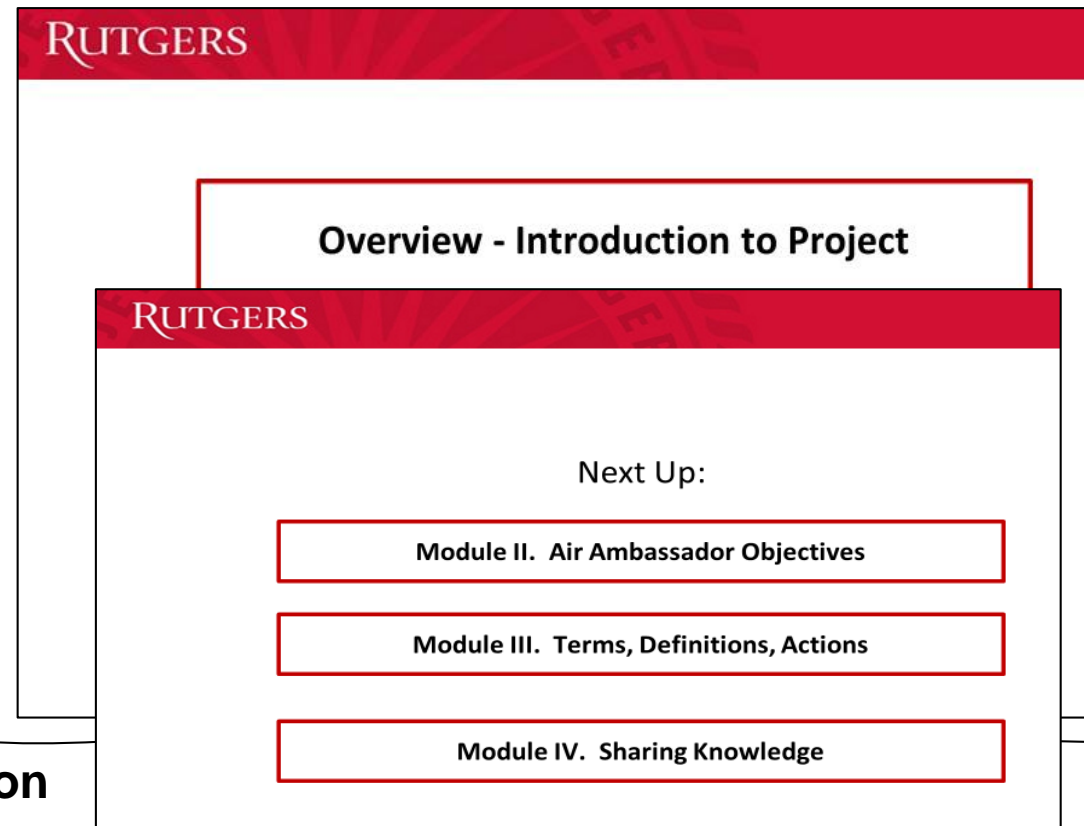 RUTGERS
Overview - Introduction to Project
RUTGERS
Next Up:
Module II. Air Ambassador Objectives
Module III. Terms, Definitions, Actions
Module IV. Sharing Knowledge
on